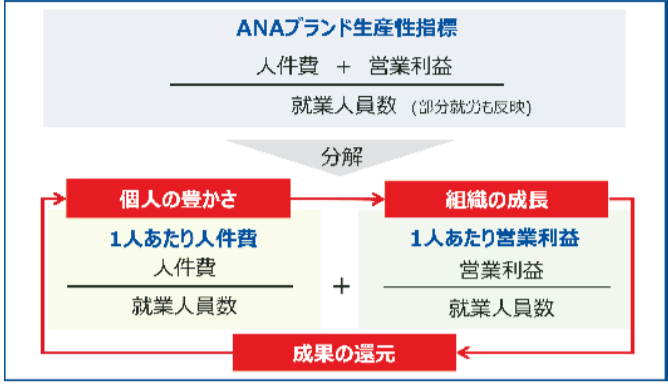 ANAブランド生産性指標
人件費 + 営業利益
就業人員数 (部分就労も反映)
分解
個人の豊かさ
組織の成長
1人あたり人件費
人件費
就業人員数
+
1人あたり営業利益
営業利益
就業人員数
成果の還元